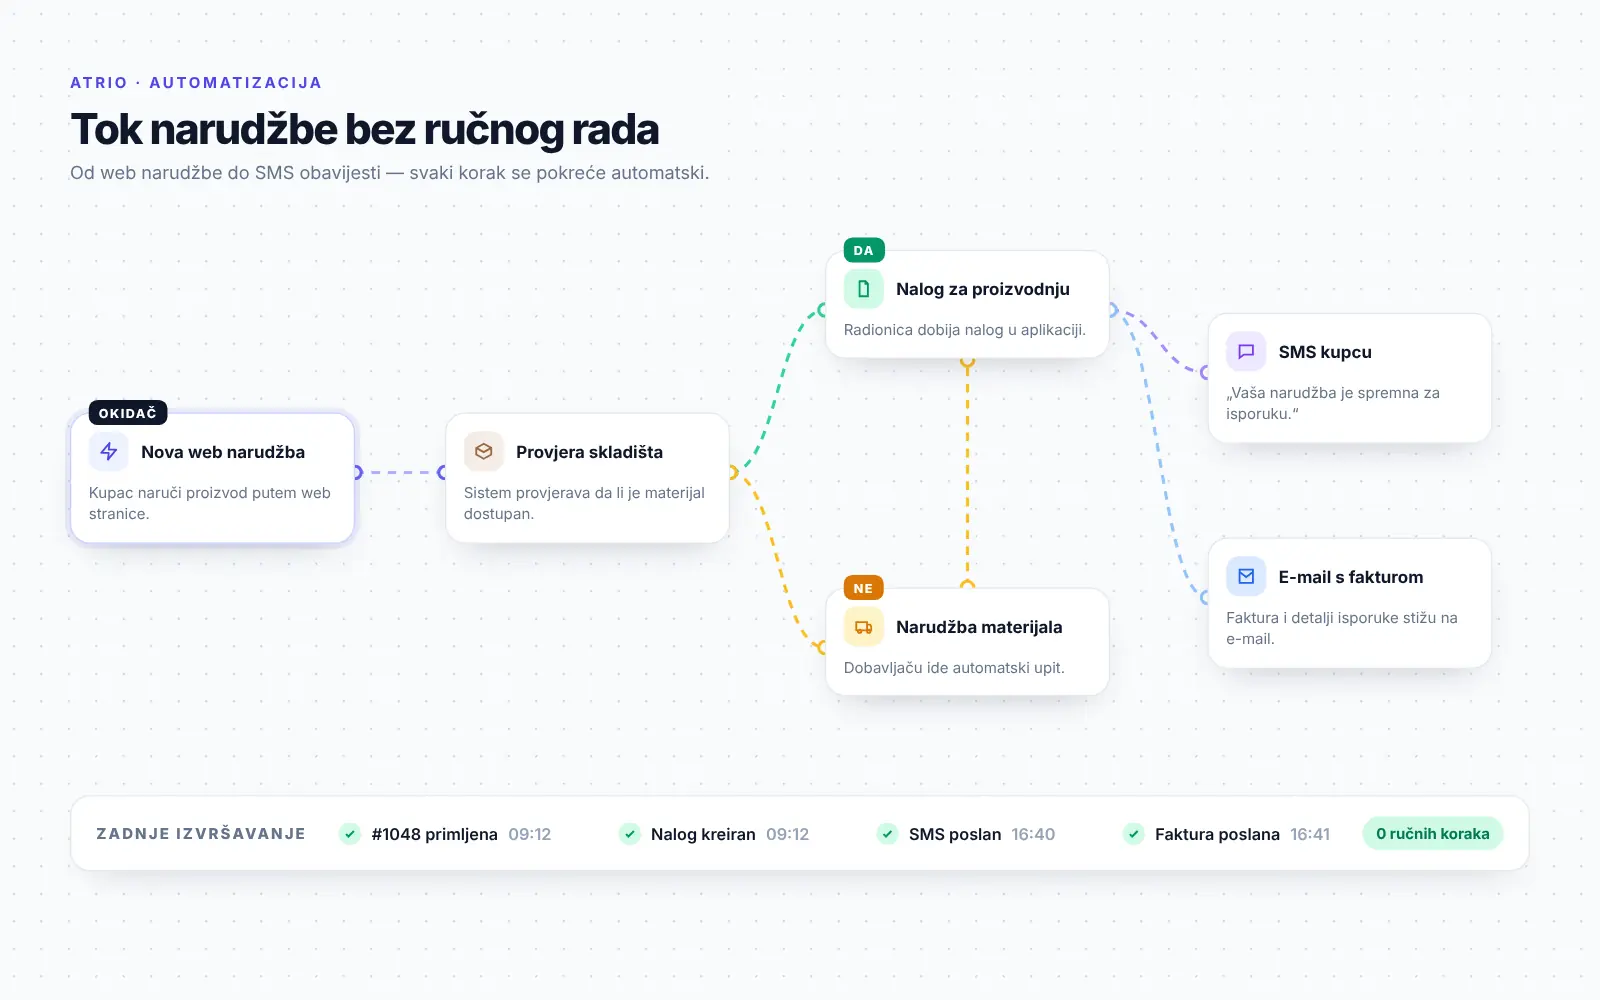 ATRIO · AUTOMATIZACIJA
Tok narudžbe bez ručnog rada
Od web narudžbe do SMS obavijesti — svaki korak se pokreće automatski.
OKIDAČ
Nova web narudžba
Kupac naruči proizvod putem web
stranice.
Provjera skladišta
Sistem provjerava da li je materijal
dostupan.
DA
Nalog za proizvodnju
Radionica dobija nalog u aplikaciji.
NE
Narudžba materijala
Dobavljaču ide automatski upit.
SMS kupcu
„Vaša narudžba je spremna za
isporuku.“
E-mail s fakturom
Faktura i detalji isporuke stižu na
e-mail.
ZADNJE IZVRŠAVANJE #1048 primljena 09:12 Nalog kreiran 09:12 SMS poslan 16:40 Faktura poslana 16:41 0 ručnih koraka